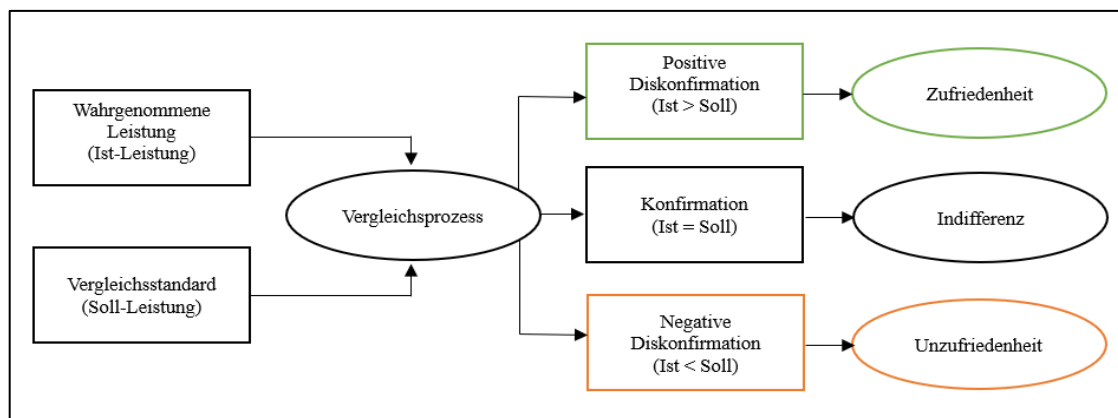 Wahrgenommene
Leistung
(Ist-Leistung)
Vergleichsstandard
(Soll-Leistung)
Vergleichsprozess
Positive
Diskonfirmation
(Ist > Soll)
Zufriedenheit
Konfirmation
(Ist = Soll)
Indifferenz
Negative
Diskonfirmation
(Ist < Soll)
Unzufriedenheit